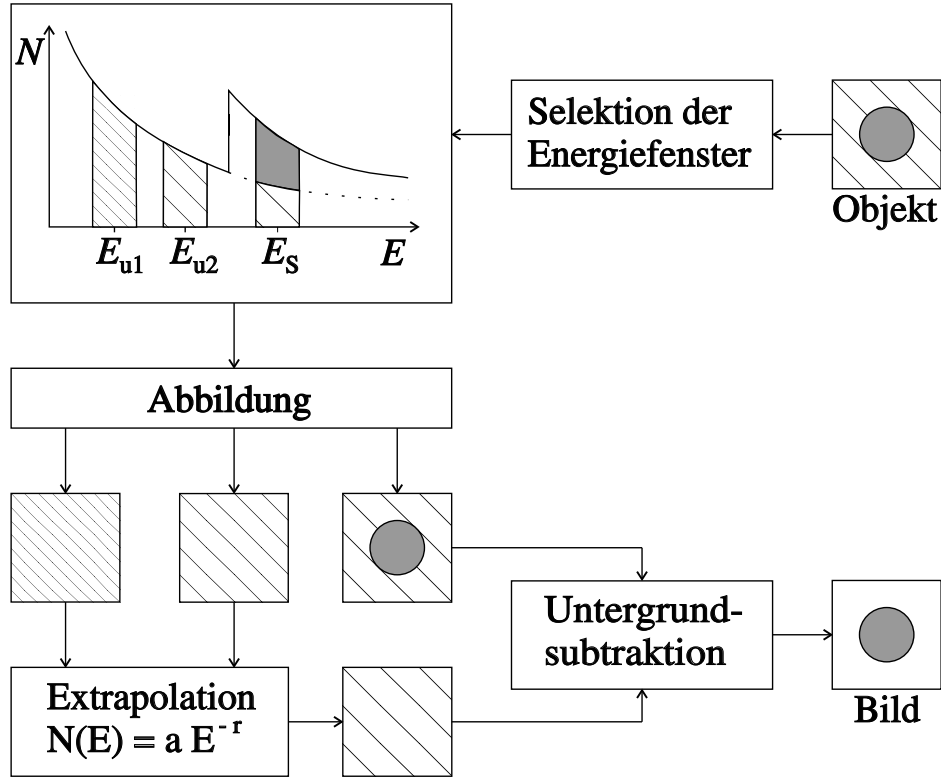 N
E_u1 E_u2 E_S E
Selektion der
Energiefenster
Objekt
Abbildung
Extrapolation
N(E) = a E^-r
Untergrund-
subtraktion
Bild